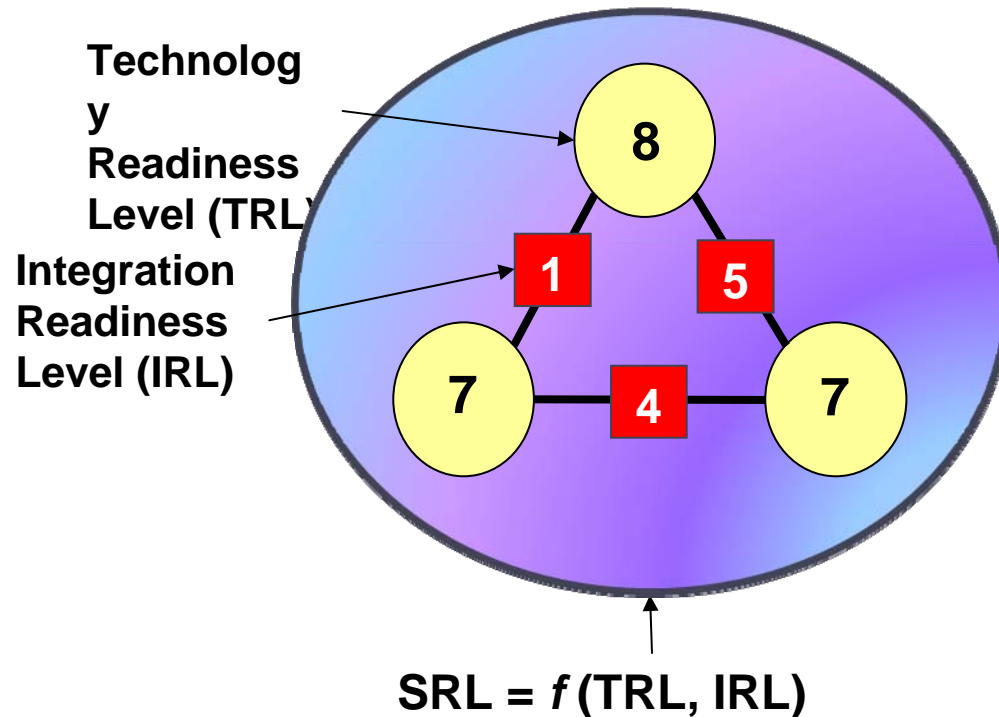 Technolog
y
Readiness
Level (TRL)
8
Integration
Readiness
Level (IRL)
1
5
7
4
7
SRL = f (TRL, IRL)